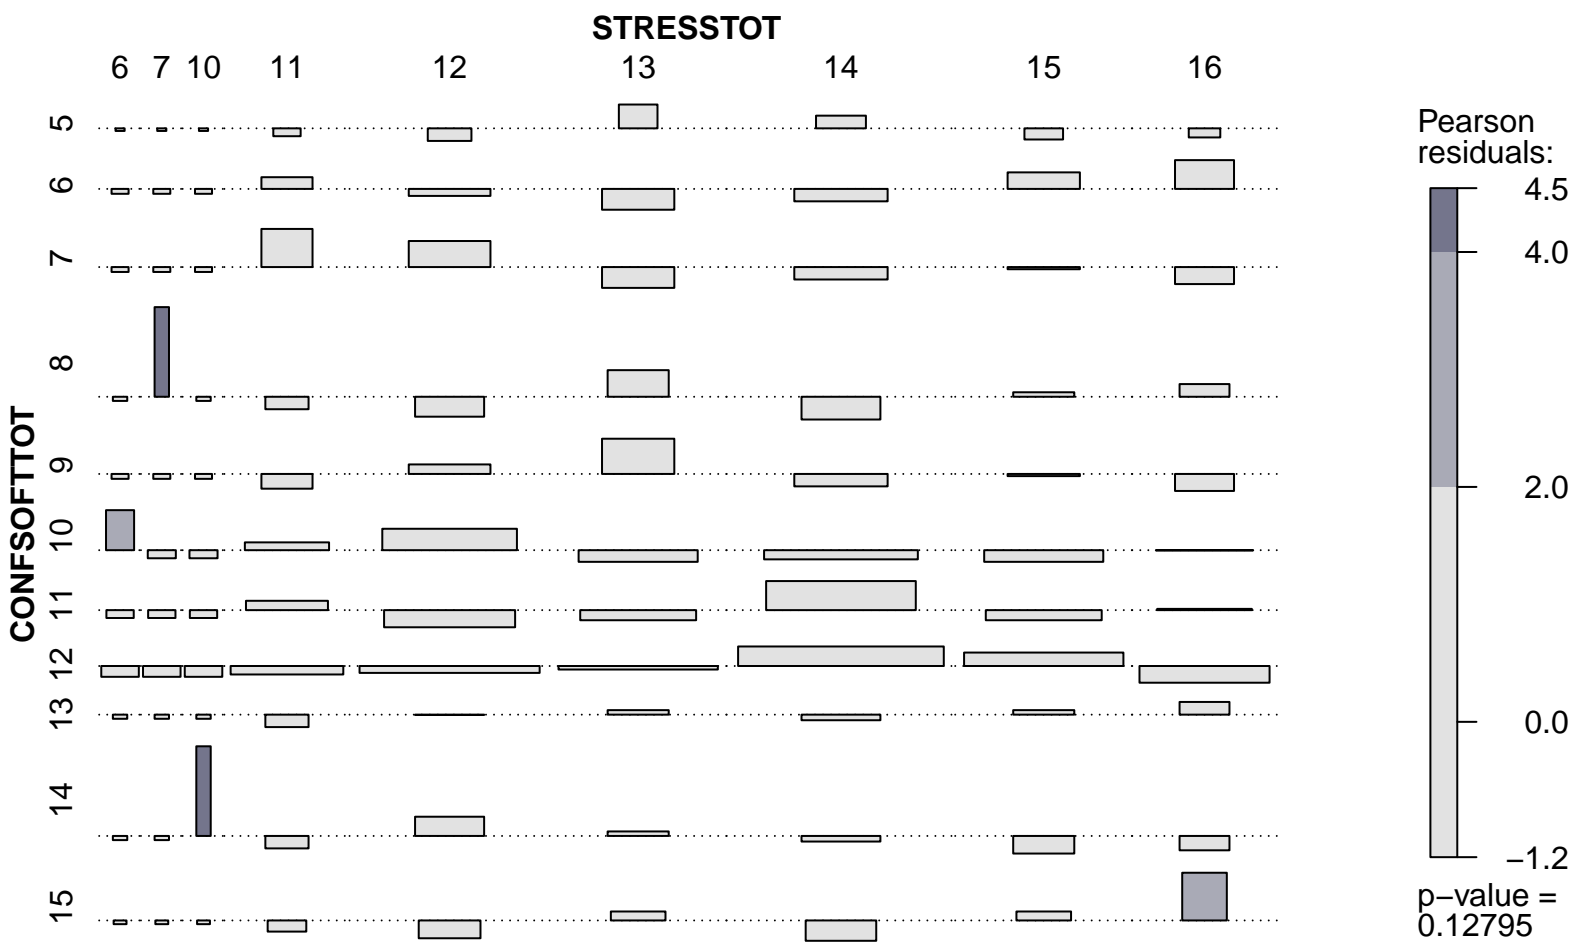 STRESSTOT
6 7 10 11 12 13 14 15 16
CONFSOFTTOT
5
6
7
8
9
10
11
12
13
14
15
Pearson
residuals:
4.5
4.0
2.0
0.0
−1.2
p−value =
0.12795